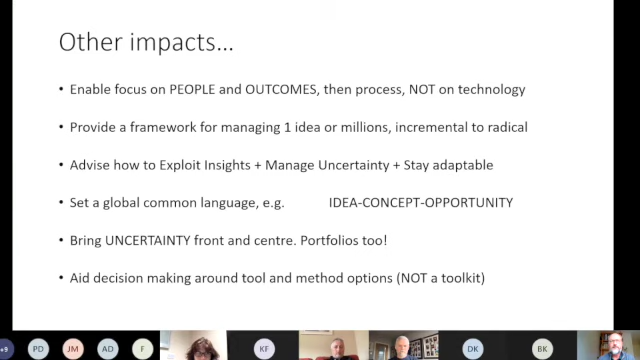 Other impacts...
• Enable focus on PEOPLE and OUTCOMES, then process, NOT on technology
• Provide a framework for managing 1 idea or millions, incremental to radical
• Advise how to Exploit Insights + Manage Uncertainty + Stay adaptable
• Set a global common language, e.g. IDEA-CONCEPT-OPPORTUNITY
• Bring UNCERTAINTY front and centre. Portfolios too!
• Aid decision making around tool and method options (NOT a toolkit)
+9 PD JM AD F KF DK BK